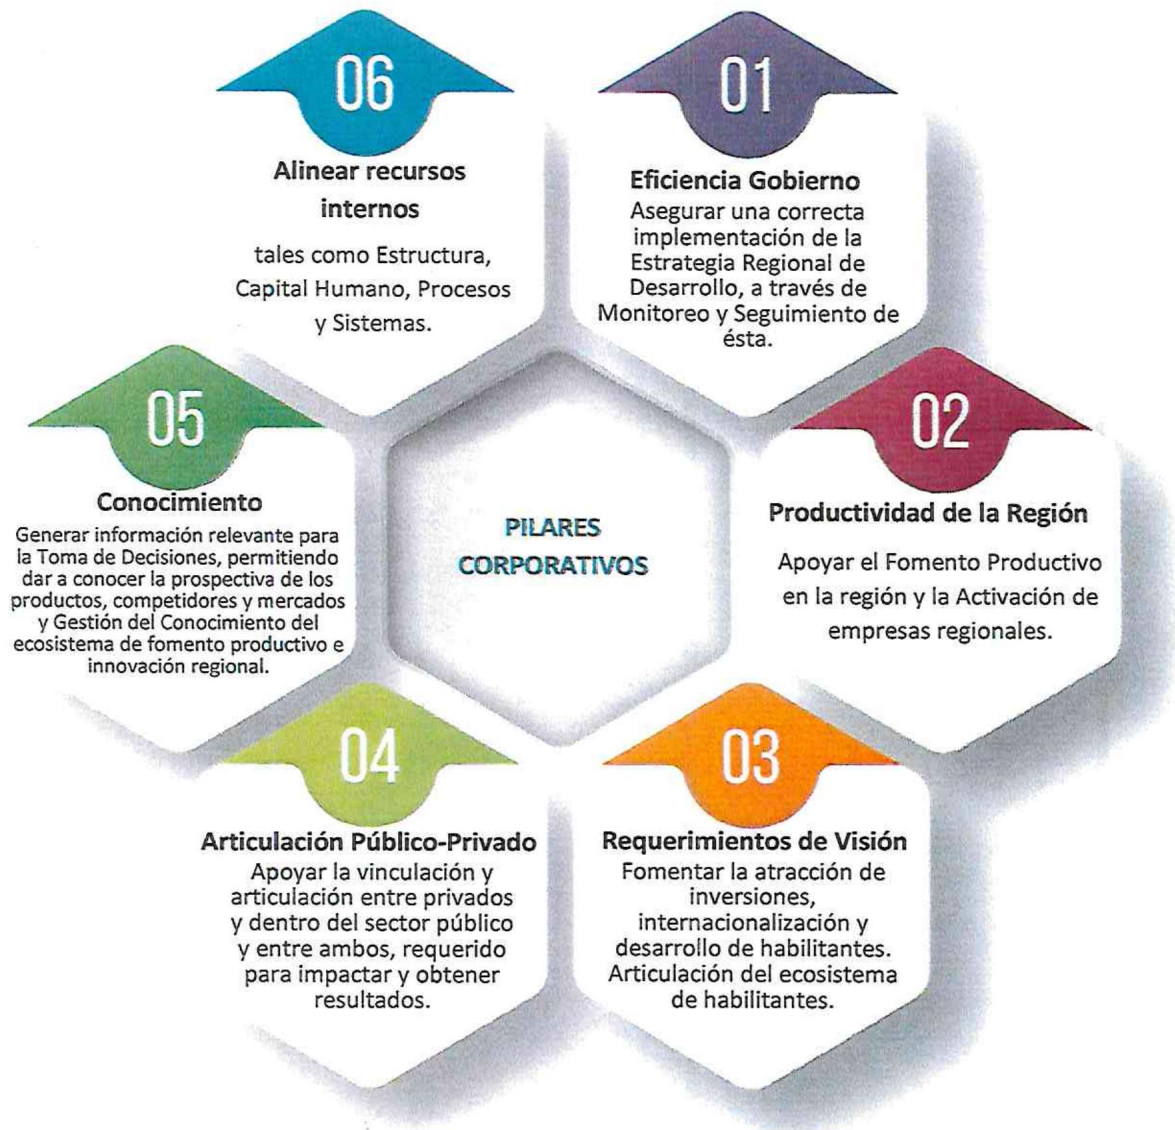 06
Alinear recursos
internos
tales como Estructura,
Capital Humano, Procesos
y Sistemas.
01
Eficiencia Gobierno
Asegurar una correcta
implementación de la
Estrategia Regional de
Desarrollo, a través de
Monitoreo y Seguimiento de
ésta.
05
Conocimiento
Generar información relevante para
la Toma de Decisiones, permitiendo
dar a conocer la prospectiva de los
productos, competidores y mercados
y Gestión del Conocimiento del
ecosistema de fomento productivo e
innovación regional.
PILARES
CORPORATIVOS
02
Productividad de la Región
Apoyar el Fomento Productivo
en la región y la Activación de
empresas regionales.
04
Articulación Público-Privado
Apoyar la vinculación y
articulación entre privados
y dentro del sector público
y entre ambos, requerido
para impactar y obtener
resultados.
03
Requerimientos de Visión
Fomentar la atracción de
inversiones,
internacionalización y
desarrollo de habilitantes.
Articulación del ecosistema
de habilitantes.